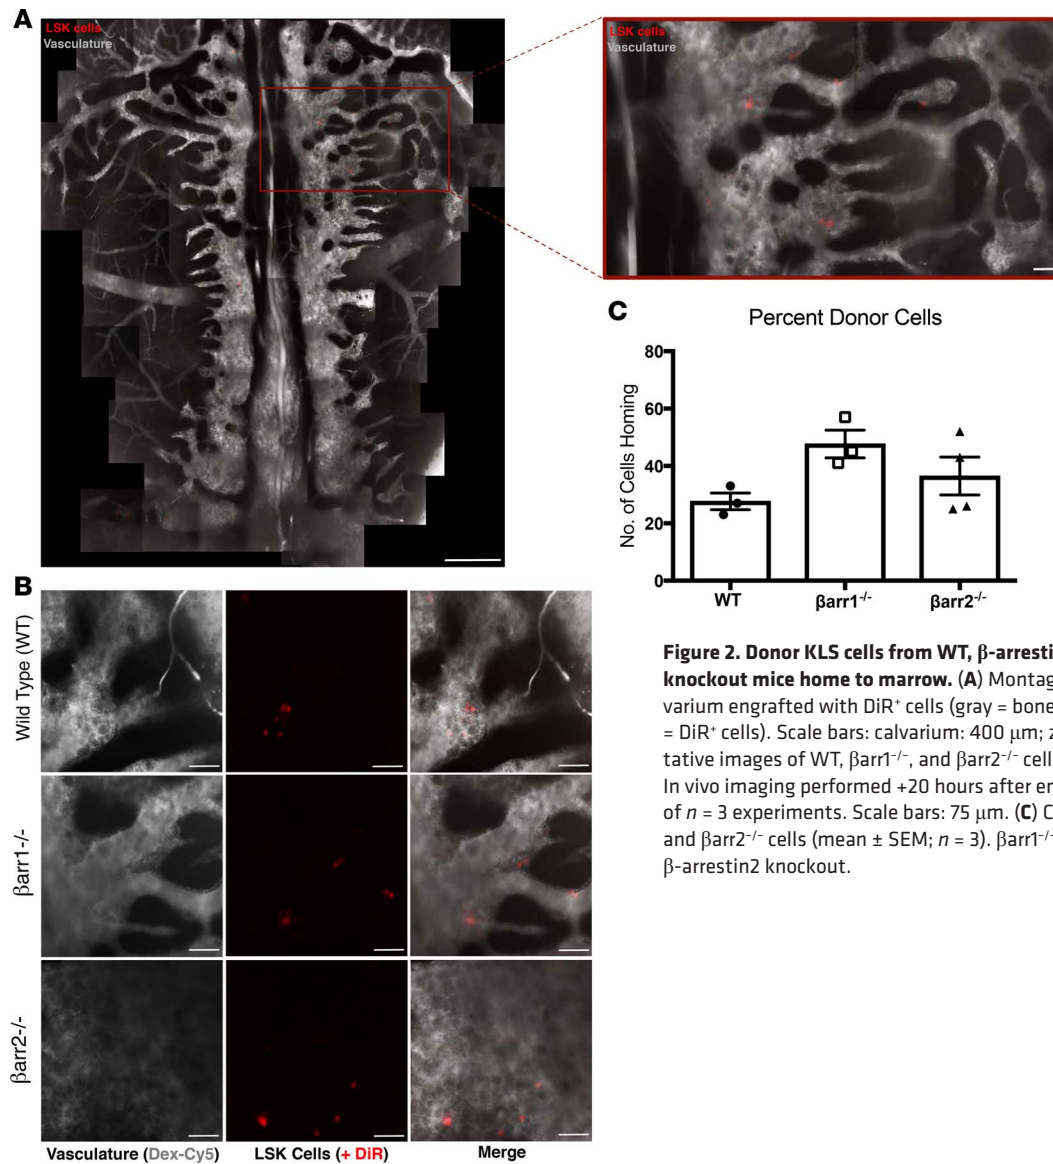 A
LSK cells
Vasculature
LSK cells
Vasculature
C
Percent Donor Cells
No. of Cells Homing
80
60
40
20
0
WT
βarr1⁻/⁻
βarr2⁻/⁻
B
Wild Type (WT)
βarr1-/-
βarr2-/-
Vasculature (Dex-Cy5)
LSK Cells (+ DiR)
Merge
Figure 2. Donor KLS cells from WT, β-arresti
knockout mice home to marrow. (A) Montag
varium engrafted with DiR⁺ cells (gray = bone
= DiR⁺ cells). Scale bars: calvarium: 400 μm; z
tative images of WT, βarr1⁻/⁻, and βarr2⁻/⁻ cell
In vivo imaging performed +20 hours after en
of n = 3 experiments. Scale bars: 75 μm. (C) C
and βarr2⁻/⁻ cells (mean ± SEM; n = 3). βarr1⁻/⁻
β-arrestin2 knockout.